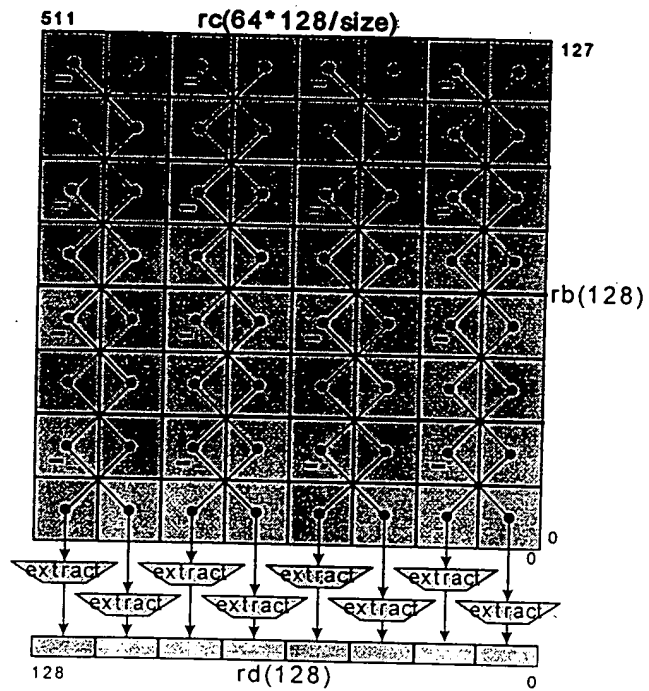 511 rc(64*128/size)
127
rb(128)
0
0
extract extract extract extract
extract extract extract extract
128 rd(128) 0